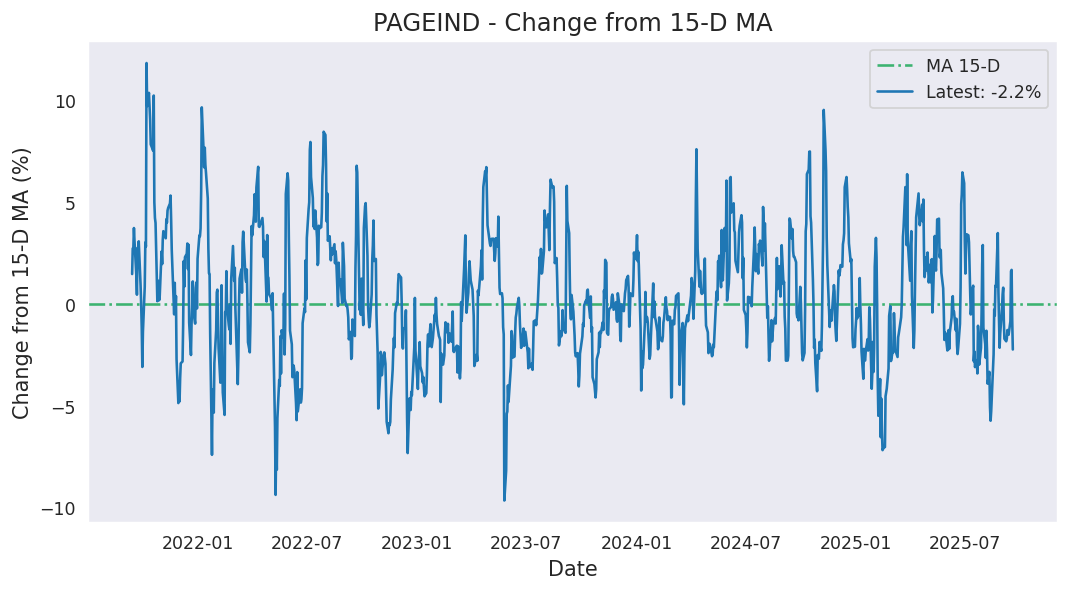 PAGEIND - Change from 15-D MA
MA 15-D
Latest: -2.2%
Change from 15-D MA (%)
10
5
0
−5
−10
2022-01
2022-07
2023-01
2023-07
2024-01
2024-07
2025-01
2025-07
Date